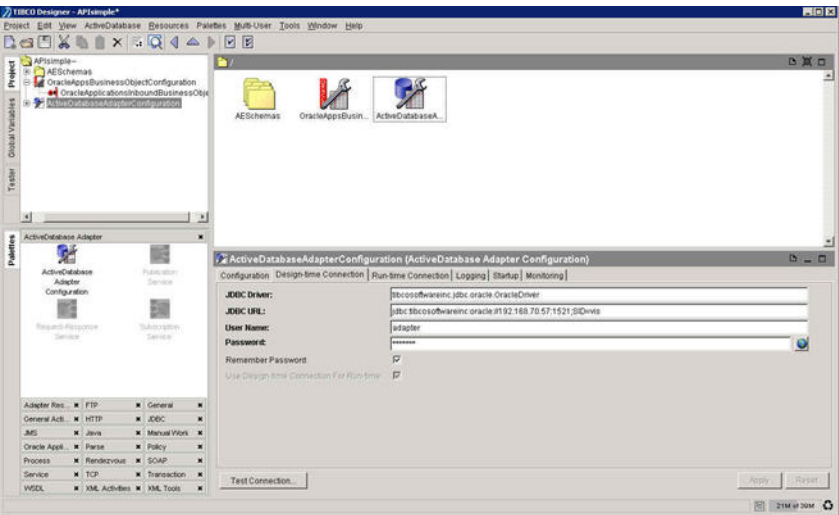 TIBCO Designer - APIsimple*
Project Edit View ActiveDatabase Resources Palettes Multi-User Tools Window Help
Project
Global Variables
Tester
APIsimple~
AESchemas
OracleAppsBusinessObjectConfiguration
OracleApplicationsInboundBusinessObje
ActiveDatabaseAdapterConfiguration
/
AESchemas
OracleAppsBusin...
ActiveDatabaseA...
Palettes
ActiveDatabase Adapter
ActiveDatabase
Adapter
Configuration
Publication
Service
Request-Response
Service
Subscription
Service
Adapter Res... FTP General
General Acti... HTTP JDBC
JMS Java Manual Work
Oracle Appli... Parse Policy
Process Rendezvous SOAP
Service TCP Transaction
WSDL XML Activities XML Tools
ActiveDatabaseAdapterConfiguration (ActiveDatabase Adapter Configuration)
Configuration Design-time Connection Run-time Connection Logging Startup Monitoring
JDBC Driver: tibcosoftwareinc.jdbc.oracle.OracleDriver
JDBC URL: jdbc:tibcosoftwareinc:oracle://192.168.70.57:1521;SID=vis
User Name: adapter
Password: *******
Remember Password
Use Design-time Connection For Run-time
Test Connection...
Apply Reset
21M of 39M